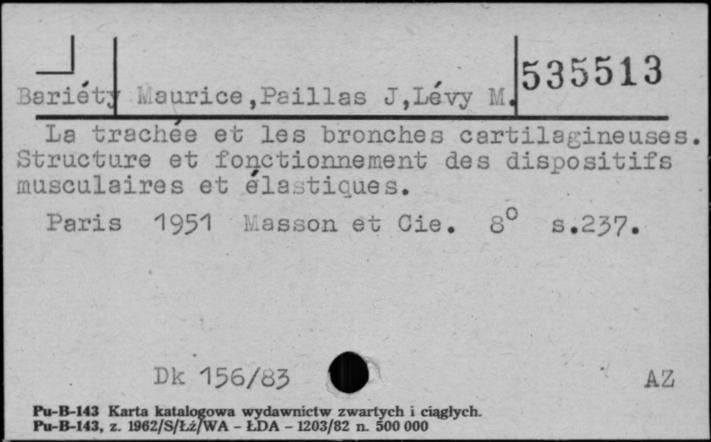 535513
Bariéty Maurice,Paillas J,Lévy M.
La trachée et les bronches cartilagineuses.
Structure et fonctionnement des dispositifs
musculaires et élastiques.
Paris 1951 Masson et Cie. 8° s.237.
Dk 156/83 AZ
Pu-B-143 Karta katalogowa wydawnictw zwartych i ciągłych.
Pu-B-143, z. 1962/S/Łź/WA – ŁDA – 1203/82 n. 500 000